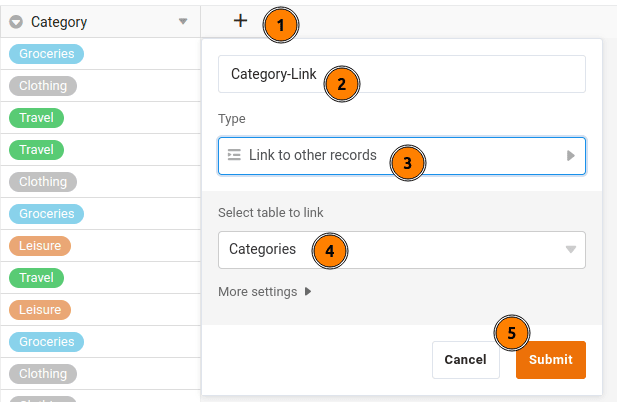 Category
+
1
Groceries
Clothing
Travel
Travel
Clothing
Groceries
Leisure
Travel
Leisure
Groceries
Clothing
Category-Link
2
Type
Link to other records
3
Select table to link
Categories
4
More settings
5
Cancel
Submit